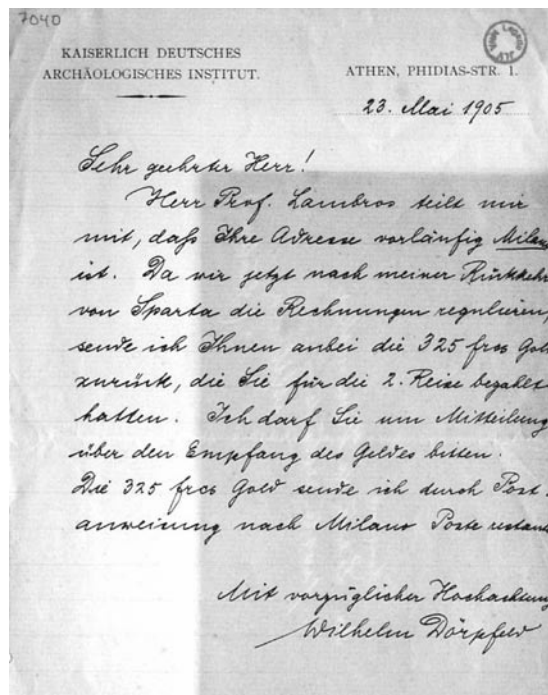 7040
KAISERLICH DEUTSCHES
ARCHÄOLOGISCHES INSTITUT.
ATHEN, PHIDIAS-STR. 1.
23. Mai 1905
Sehr geehrter Herr!
Herr Prof. Lambros teilt mir
mit, daß Ihre Adresse vorläufig Milano
ist. Da wir jetzt nach meiner Rückkehr
von Sparta die Rechnungen regulieren,
sende ich Ihnen anbei die 325 frcs Gold
zurück, die Sie für die 2. Reise bezahlt
hatten. Ich darf Sie um Mitteilung
über den Empfang des Geldes bitten.
Die 325 frcs Gold sende ich durch Post-
anweisung nach Milano Poste restante
Mit vorzüglicher Hochachtung
Wilhelm Dörpfeld